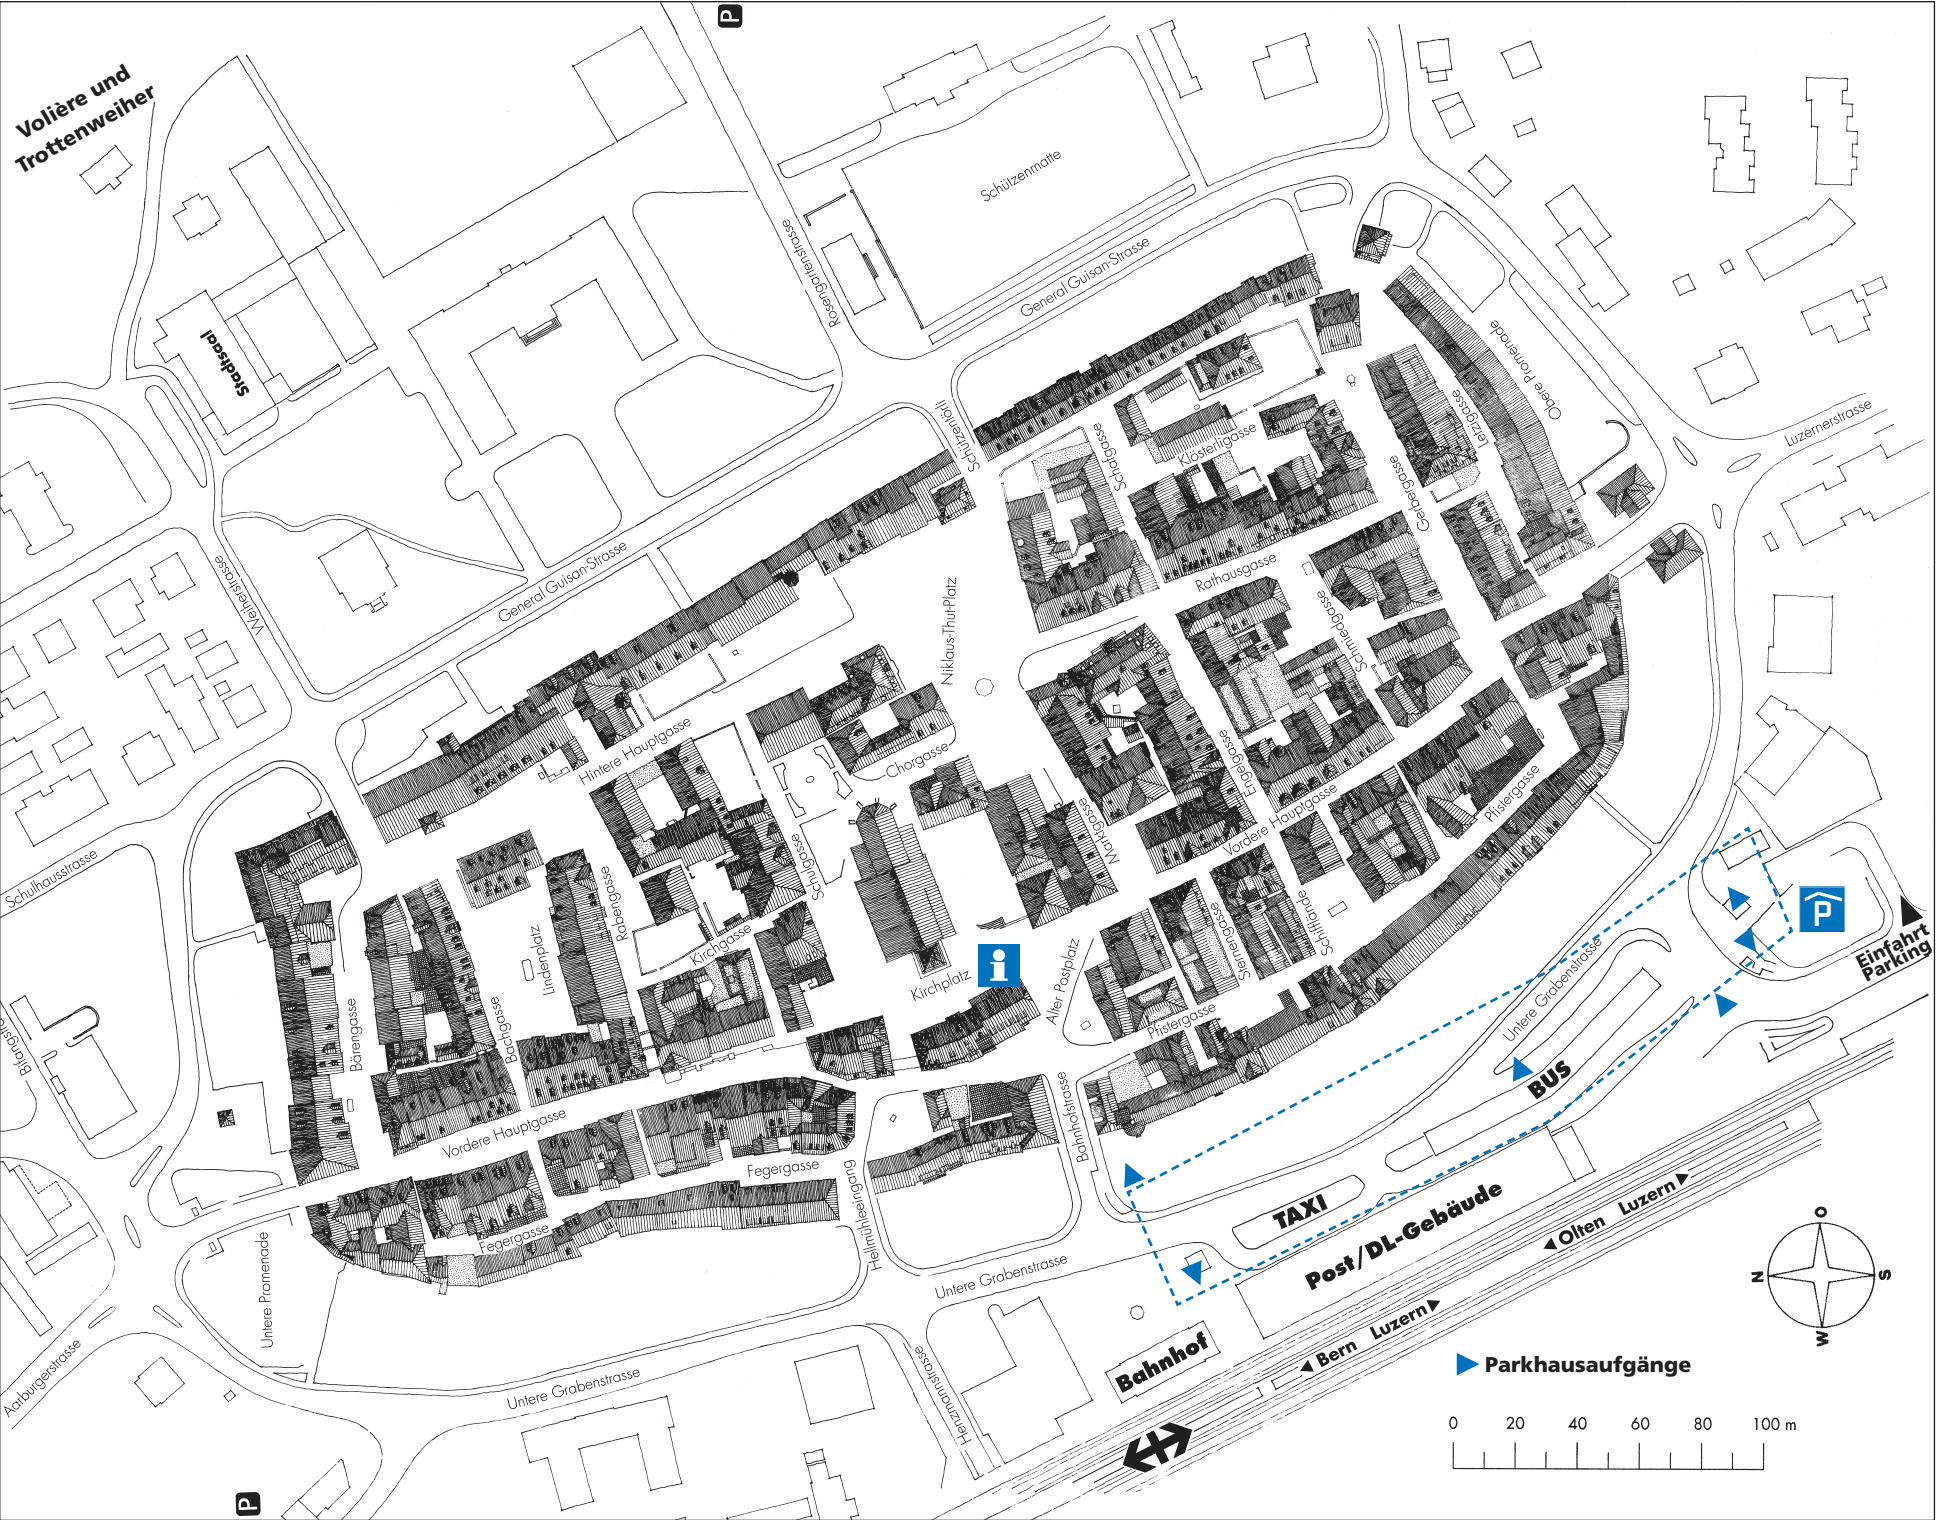 P
Volière und
Trottenweiher
Schützenmatte
Rosengartenstrasse
General Guisan-Strasse
Stadtsaal
Obere Promenade
Luzernerstrasse
Schützenörli
Schafgasse
Klösterligasse
Letzigasse
Gerbergasse
Weiherstrasse
General Guisan-Strasse
Rathausgasse
Niklaus-Thut-Platz
Schmiedgasse
Hintere Hauptgasse
Chorgasse
Engelgasse
Pfistergasse
Vordere Hauptgasse
Marktgasse
Schulgasse
Schulhausstrasse
Rabengasse
Kirchgasse
Lindenplatz
Sternengasse
Schifflände
P
Einfahrt
Parking
Untere Grabenstrasse
i
Kirchplatz
Alter Postplatz
Pfistergasse
Bärengasse
Bachgasse
BUS
Vordere Hauptgasse
Bahnhofstrasse
Fegergasse
Fegergasse
Hellmühleeingang
TAXI
Post/DL-Gebäude
Olten Luzern
Untere Promenade
Untere Grabenstrasse
O
N
S
W
Bern Luzern
Bahnhof
Parkhausaufgänge
Aarburgerstrasse
Untere Grabenstrasse
Henzmannstrasse
0 20 40 60 80 100 m
P